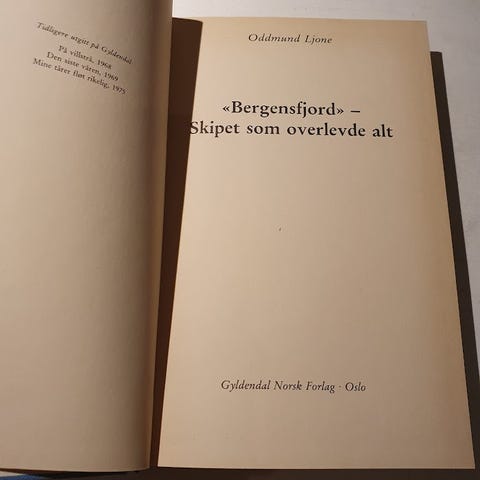 Tidligere utgitt på Gyldendal
På villstrå, 1968
Den siste våren, 1969
Mine tårer fløt rikelig, 1975
Oddmund Ljone
«Bergensfjord» –
Skipet som overlevde alt
Gyldendal Norsk Forlag · Oslo